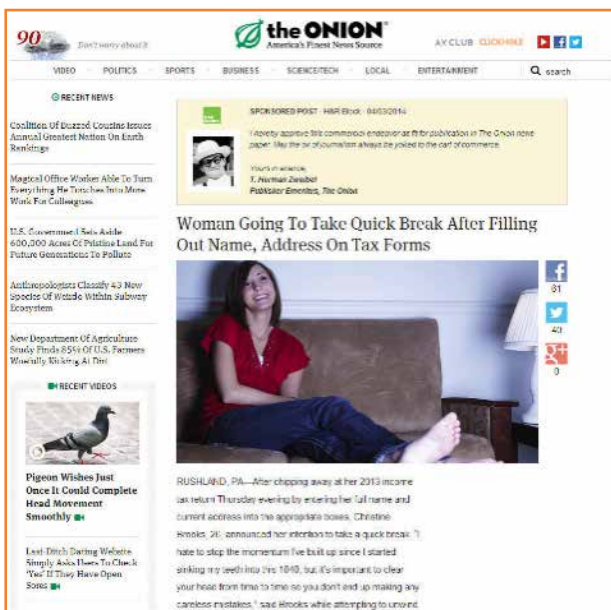 90
Don't worry about it
the ONION
America's Finest News Source
AV CLUB CLICKHOLE
VIDEO POLITICS SPORTS BUSINESS SCIENCE/TECH LOCAL ENTERTAINMENT search
RECENT NEWS
Coalition Of Buzzed Cousins Issues
Annual Greatest Nation On Earth
Rankings
Magical Office Worker Able To Turn
Everything He Touches Into More
Work For Colleagues
U.S. Government Sets Aside
600,000 Acres Of Pristine Land For
Future Generations To Pollute
Anthropologists Classify 43 New
Species Of Weirdo Within Subway
Ecosystem
New Department Of Agriculture
Study Finds 85% Of U.S. Farmers
Woefully Kicking At Dirt
RECENT VIDEOS
Pigeon Wishes Just
Once It Could Complete
Head Movement
Smoothly
Last-Ditch Dating Website
Simply Asks Users To Check
'Yes' If They Have Open
Sores
SPONSORED POST - H&R Block - 04/03/2014
I hereby approve this commercial endeavor as fit for publication in The Onion news
paper. May the ox of journalism always be yoked to the cart of commerce.
Yours in avarice,
T. Herman Zweibel
Publisher Emeritus, The Onion
Woman Going To Take Quick Break After Filling
Out Name, Address On Tax Forms
61
40
0
RUSHLAND, PA—After chipping away at her 2013 income
tax return Thursday evening by entering her full name and
current address into the appropriate boxes, Christine
Brooks, 26, announced her intention to take a quick break. "I
hate to stop the momentum I've built up since I started
sinking my teeth into this 1040, but it's important to clear
your head from time to time so you don't end up making any
careless mistakes," said Brooks while attempting to unwind